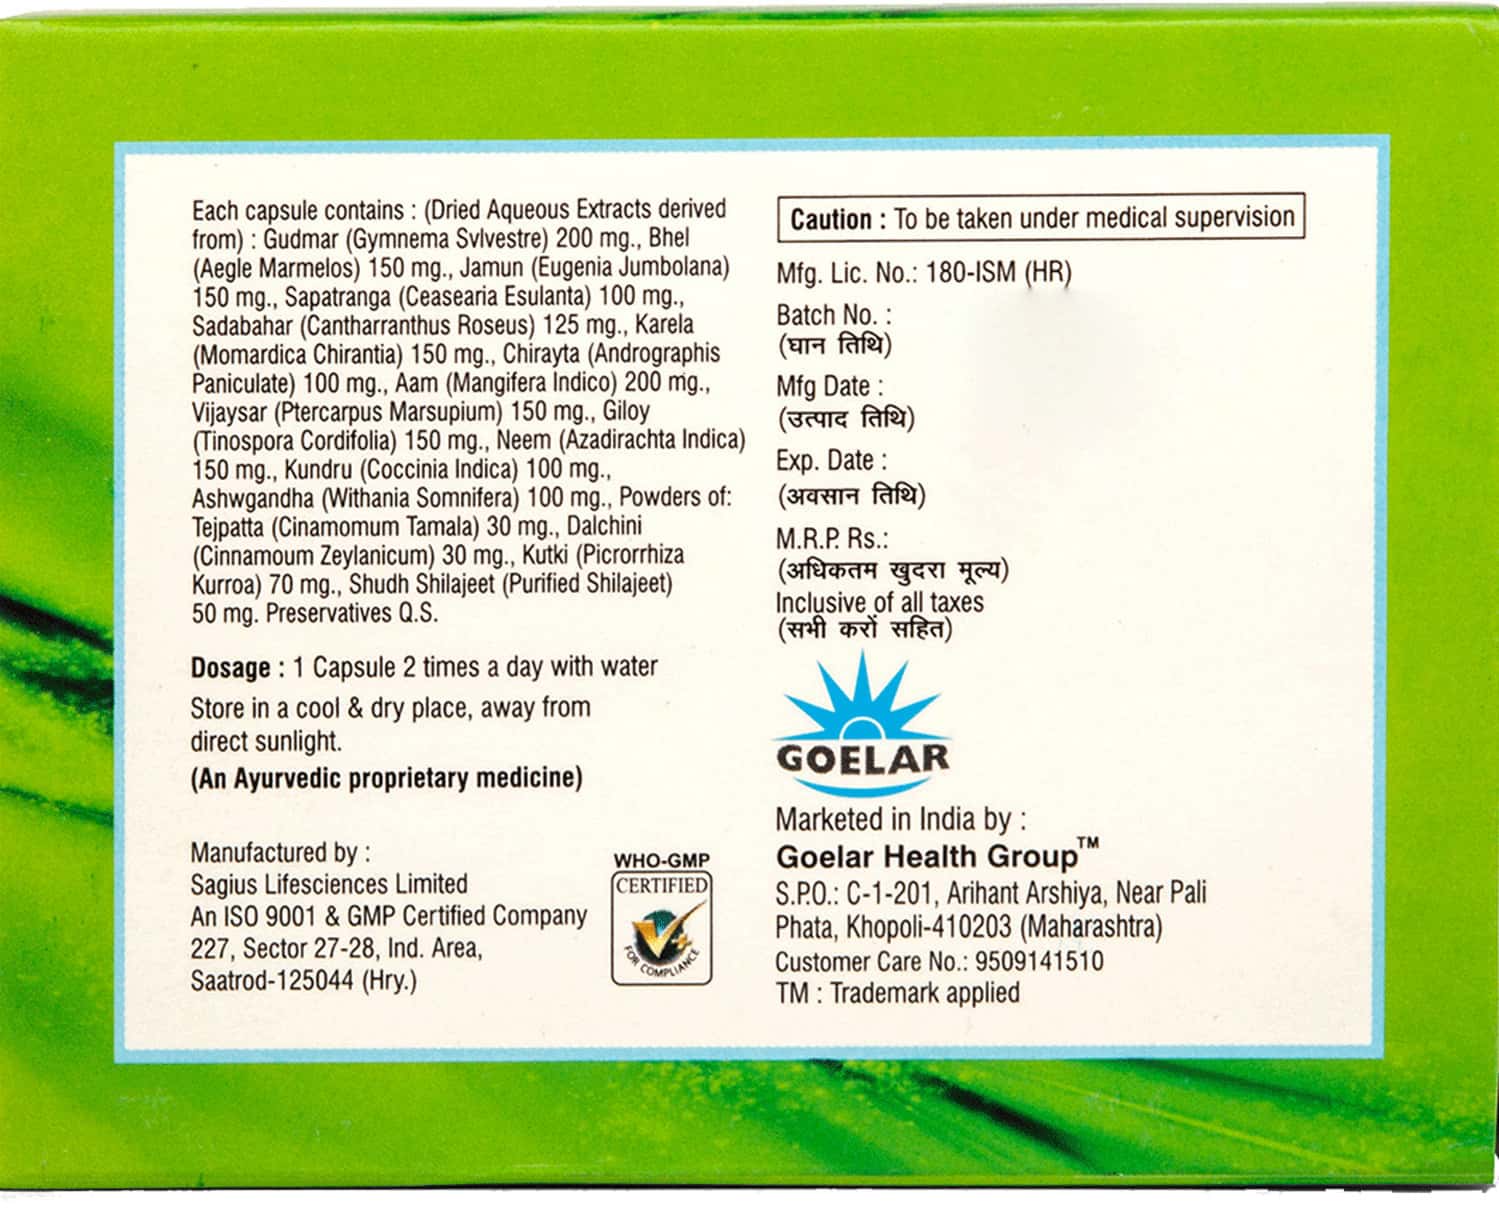 Each capsule contains : (Dried Aqueous Extracts derived
from) : Gudmar (Gymnema Svlvestre) 200 mg., Bhel
(Aegle Marmelos) 150 mg., Jamun (Eugenia Jumbolana)
150 mg., Sapatranga (Ceasearia Esulanta) 100 mg.,
Sadabahar (Cantharranthus Roseus) 125 mg., Karela
(Momardica Chirantia) 150 mg., Chirayta (Andrographis
Paniculate) 100 mg., Aam (Mangifera Indico) 200 mg.,
Vijaysar (Ptercarpus Marsupium) 150 mg., Giloy
(Tinospora Cordifolia) 150 mg., Neem (Azadirachta Indica)
150 mg., Kundru (Coccinia Indica) 100 mg.,
Ashwgandha (Withania Somnifera) 100 mg., Powders of:
Tejpatta (Cinamomum Tamala) 30 mg., Dalchini
(Cinnamoum Zeylanicum) 30 mg., Kutki (Picrorrhiza
Kurroa) 70 mg., Shudh Shilajeet (Purified Shilajeet)
50 mg. Preservatives Q.S.
Dosage : 1 Capsule 2 times a day with water
Store in a cool & dry place, away from
direct sunlight.
(An Ayurvedic proprietary medicine)
Manufactured by :
Sagius Lifesciences Limited
An ISO 9001 & GMP Certified Company
227, Sector 27-28, Ind. Area,
Saatrod-125044 (Hry.)
WHO-GMP
CERTIFIED
FOR COMPLIANCE
Caution : To be taken under medical supervision
Mfg. Lic. No.: 180-ISM (HR)
Batch No. :
(घान तिथि)
Mfg Date :
(उत्पाद तिथि)
Exp. Date :
(अवसान तिथि)
M.R.P. Rs.:
(अधिकतम खुदरा मूल्य)
Inclusive of all taxes
(सभी करों सहित)
GOELAR
Marketed in India by :
Goelar Health Group™
S.P.O.: C-1-201, Arihant Arshiya, Near Pali
Phata, Khopoli-410203 (Maharashtra)
Customer Care No.: 9509141510
TM : Trademark applied